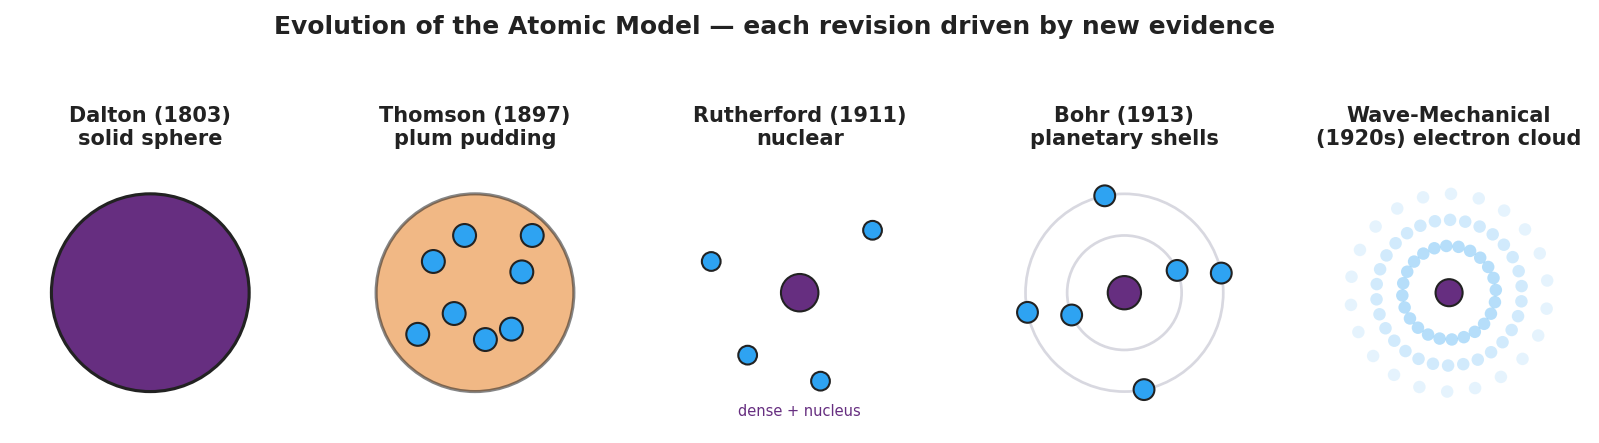 Evolution of the Atomic Model — each revision driven by new evidence
Dalton (1803)
solid sphere
Thomson (1897)
plum pudding
Rutherford (1911)
nuclear
Bohr (1913)
planetary shells
Wave-Mechanical
(1920s) electron cloud
dense + nucleus